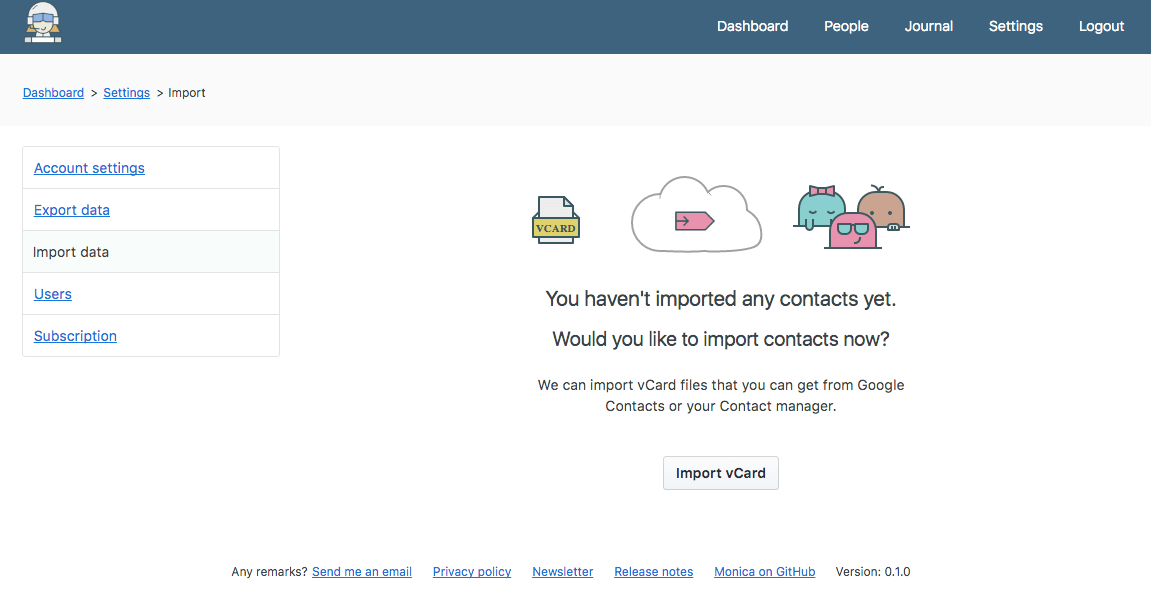 Dashboard People Journal Settings Logout
Dashboard > Settings > Import
Account settings
Export data
Import data
Users
Subscription
VCARD
You haven't imported any contacts yet.
Would you like to import contacts now?
We can import vCard files that you can get from Google
Contacts or your Contact manager.
Import vCard
Any remarks? Send me an email Privacy policy Newsletter Release notes Monica on GitHub Version: 0.1.0